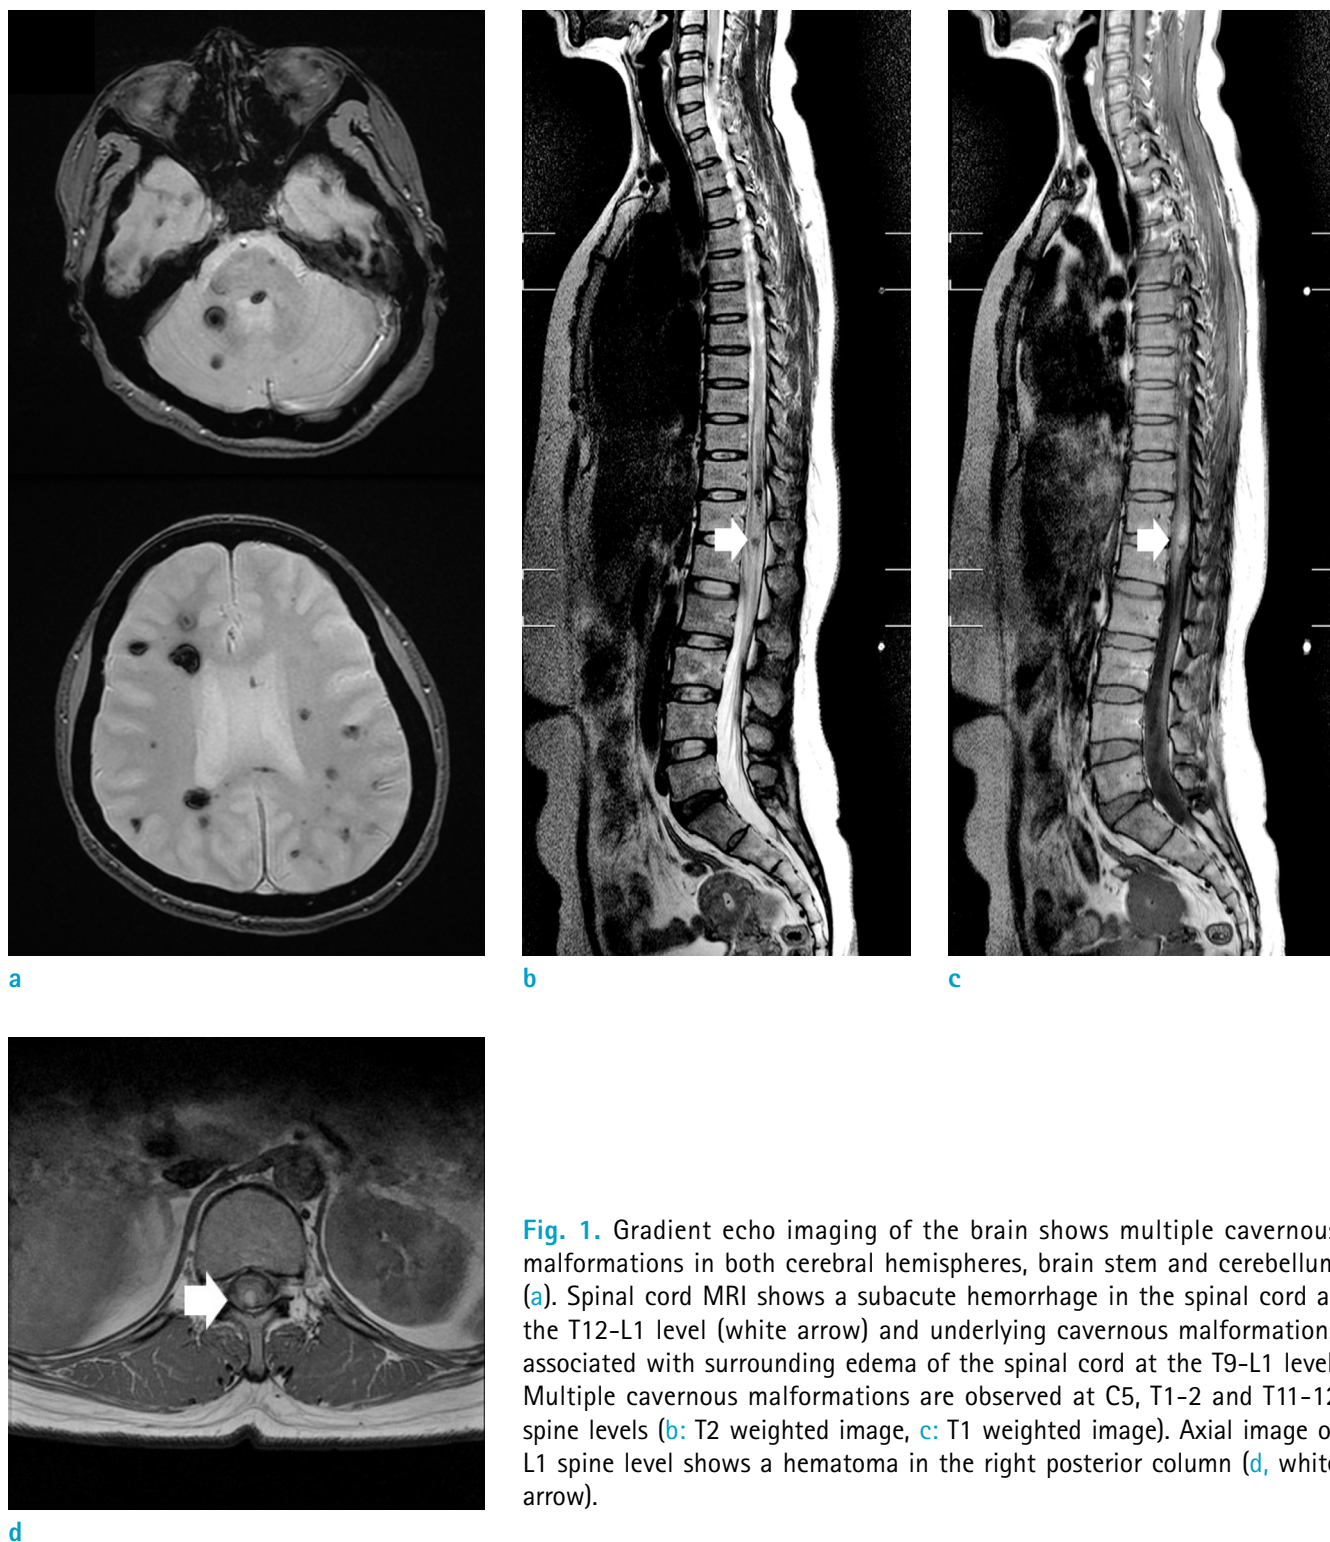 a
b
c
Fig. 1. Gradient echo imaging of the brain shows multiple cavernous
malformations in both cerebral hemispheres, brain stem and cerebellum
(a). Spinal cord MRI shows a subacute hemorrhage in the spinal cord a
the T12-L1 level (white arrow) and underlying cavernous malformation
associated with surrounding edema of the spinal cord at the T9-L1 level
Multiple cavernous malformations are observed at C5, T1-2 and T11-12
spine levels (b: T2 weighted image, c: T1 weighted image). Axial image o
L1 spine level shows a hematoma in the right posterior column (d, white
arrow).
d